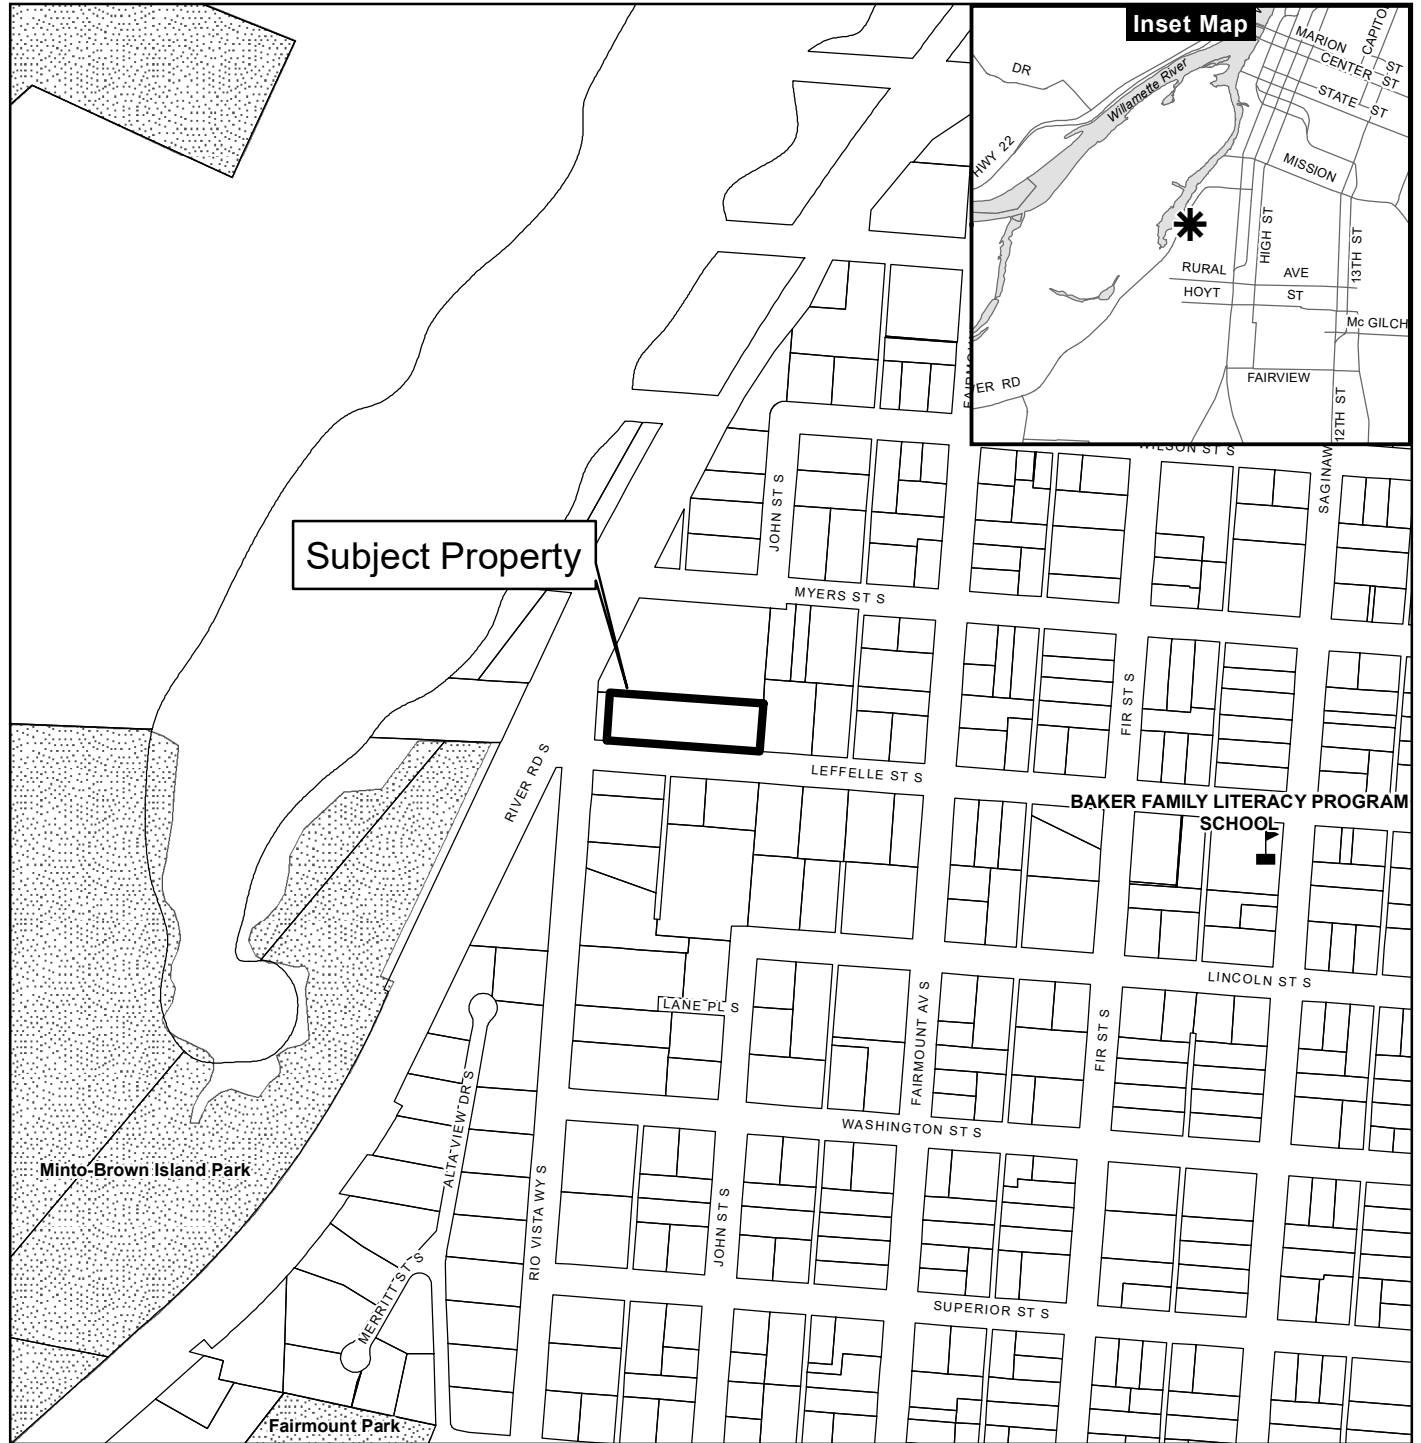 Inset Map
MARION
ST
CAPITO
CENTER ST
STATE ST
DR
Willamette River
HWY 22
MISSION
HIGH ST
13TH ST
RURAL
AVE
HOYT
ST
Mc GILCH
VER RD
FAIRVIEW
12TH ST
WILSON ST S
SAGINAW
JOHN ST S
Subject Property
MYERS ST S
FIR ST S
RIVER RD S
LEFFELLE ST S
BAKER FAMILY LITERACY PROGRAM
SCHOOL
LINCOLN ST S
LANE PL S
FAIRMOUNT AV S
FIR ST S
ALTA VIEW DR S
WASHINGTON ST S
Minto-Brown Island Park
RIO VISTA WY S
JOHN ST S
MERRITT ST S
SUPERIOR ST S
Fairmount Park